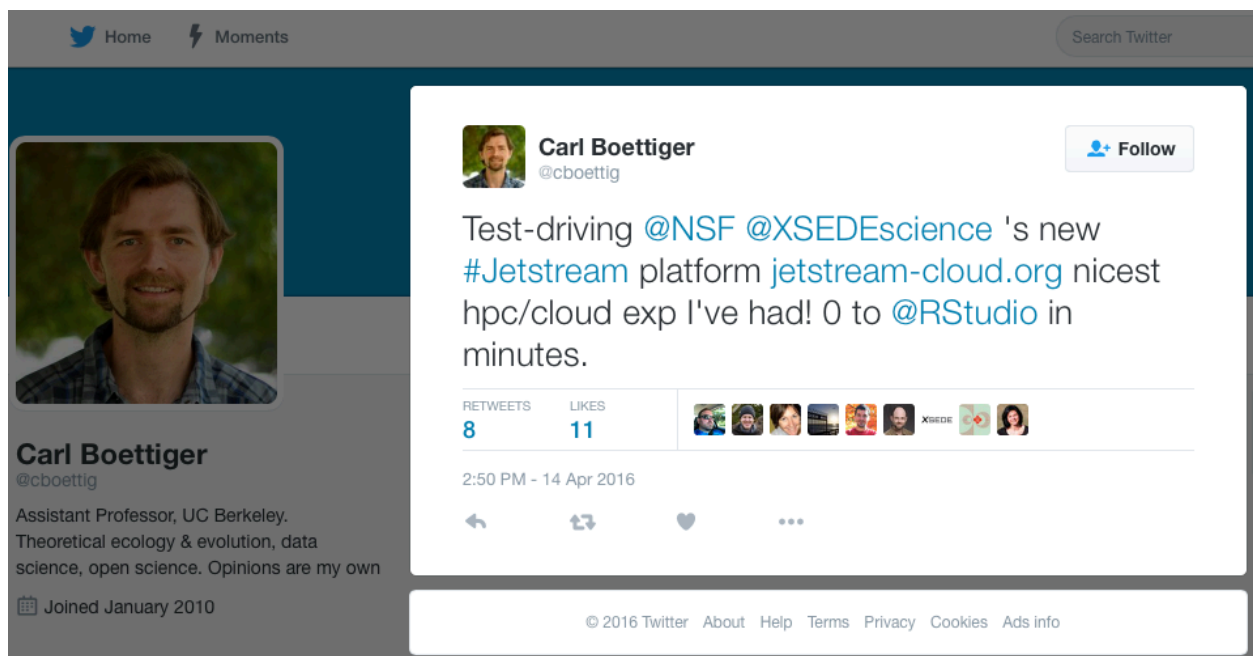 Home Moments
Search Twitter
Carl Boettiger
@cboettig
Assistant Professor, UC Berkeley.
Theoretical ecology & evolution, data
science, open science. Opinions are my own
Joined January 2010
Carl Boettiger
@cboettig
Follow
Test-driving @NSF @XSEDEscience 's new
#Jetstream platform jetstream-cloud.org nicest
hpc/cloud exp I've had! 0 to @RStudio in
minutes.
RETWEETS LIKES
8 11
XSEDE
2:50 PM - 14 Apr 2016
© 2016 Twitter About Help Terms Privacy Cookies Ads info